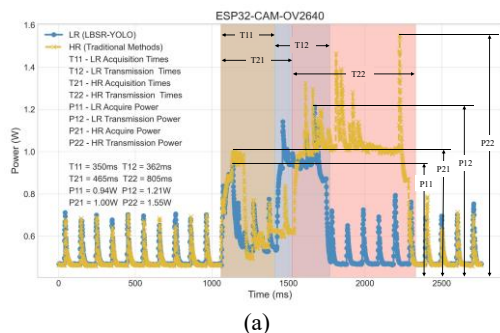 ESP32-CAM-OV2640
LR (LBSR-YOLO)
HR (Traditional Methods)
T11 - LR Acquisition Times
T12 - LR Transmission Times
T21 - HR Acquisition Times
T22 - HR Transmission Times
P11 - LR Acquire Power
P12 - LR Transmission Power
P21 - HR Acquire Power
P22 - HR Transmission Power
T11 = 350ms T12 = 362ms
T21 = 465ms T22 = 805ms
P11 = 0.94W P12 = 1.21W
P21 = 1.00W P22 = 1.55W
T11
T12
T21
T22
P11
P21
P12
P22
Power (W)
1.6
1.4
1.2
1.0
0.8
0.6
0 500 1000 1500 2000 2500
Time (ms)
(a)